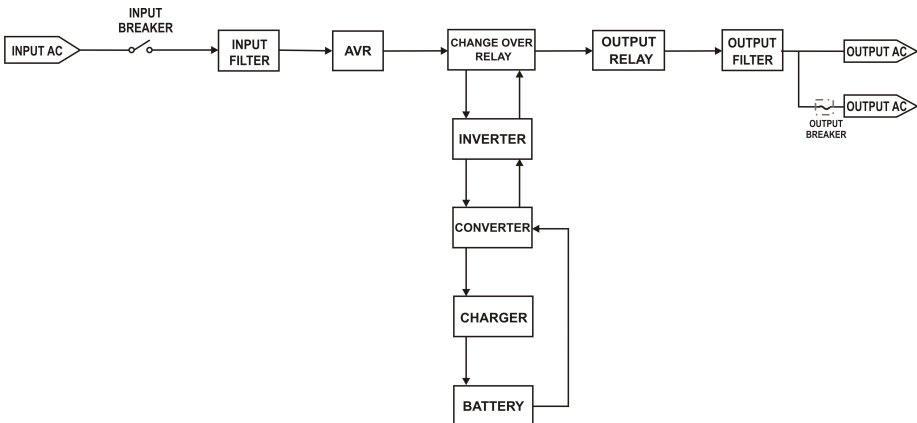 INPUT
BREAKER
INPUT AC
INPUT
FILTER
AVR
CHANGE OVER
RELAY
OUTPUT
RELAY
OUTPUT
FILTER
OUTPUT AC
OUTPUT AC
OUTPUT
BREAKER
INVERTER
CONVERTER
CHARGER
BATTERY